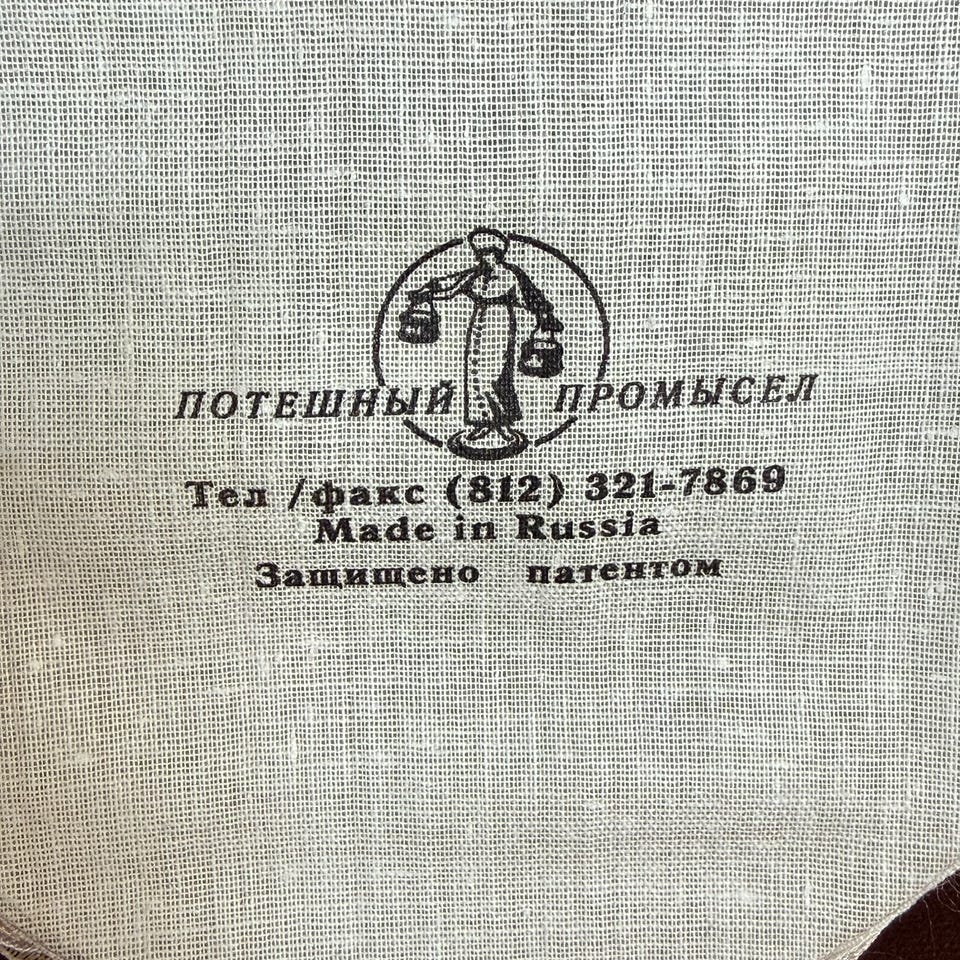 ПОТЕШНЫЙ ПРОМЫСЕЛ
Тел /факс (812) 321-7869
Made in Russia
Защищено патентом